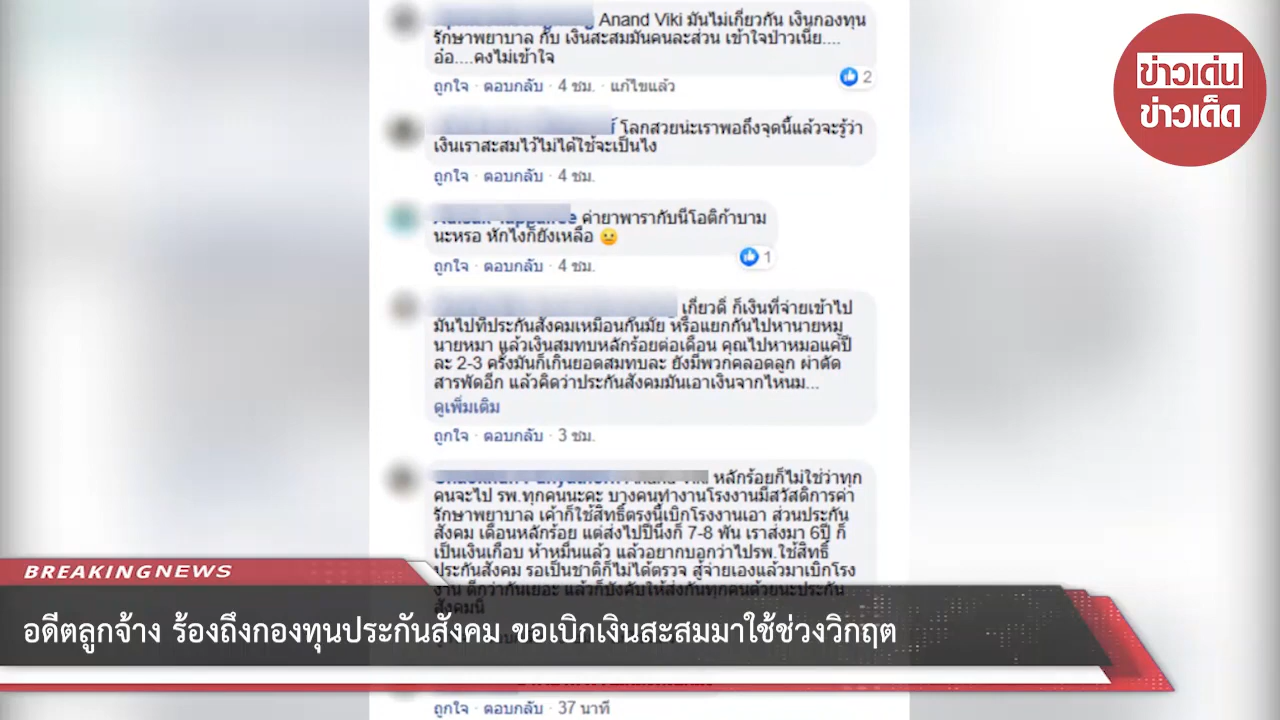 Anand Viki มันไม่เกี่ยวกัน เงินกองทุน
รักษาพยาบาล กับ เงินสะสมมันคนละส่วน เข้าใจป่าวเนี่ย....
อ๋อ....คงไม่เข้าใจ
ถูกใจ · ตอบกลับ · 4 ชม. · แก้ไขแล้ว
2
โลกสวยน่ะเราพอถึงจุดนี้แล้วจะรู้ว่า
เงินเราสะสมไว้ไม่ได้ใช้จะเป็นไง
ถูกใจ · ตอบกลับ · 4 ชม.
ค่ายาพารากับนีโอติก้าบาม
นะหรอ หักไงก็ยังเหลือ 😐
1
ถูกใจ · ตอบกลับ · 4 ชม.
เกี่ยวดิ ก็เงินที่จ่ายเข้าไป
มันไปที่ประกันสังคมเหมือนกันมั้ย หรือแยกกันไปหานายหมู
นายหมา แล้วเงินสมทบหลักร้อยต่อเดือน คุณไปหาหมอแค่ปี
ละ 2-3 ครั้งมันก็เกินยอดสมทบละ ยังมีพวกคลอดลูก ผ่าตัด
สารพัดอีก แล้วคิดว่าประกันสังคมมันเอาเงินจากไหนม...
ดูเพิ่มเติม
ถูกใจ · ตอบกลับ · 3 ชม.
หลักร้อยก็ไม่ใช่ว่าทุก
คนจะไป รพ.ทุกคนนะคะ บางคนทำงานโรงงานมีสวัสดิการค่า
รักษาพยาบาล เค้าก็ใช้สิทธิ์ตรงนี้เบิกโรงงานเอา ส่วนประกัน
สังคม เดือนหลักร้อย แต่ส่งไปปีนึงก็ 7-8 พัน เราส่งมา 6ปี ก็
เป็นเงินเกือบ ห้าหมื่นแล้ว แล้วอยากบอกว่าไปรพ.ใช้สิทธิ์
ประกันสังคม รอเป็นชาติก็ไม่ได้ตรวจ สู้จ่ายเองแล้วมาเบิกโรง
งาน ดีกว่ากันเยอะ แล้วก็บังคับให้ส่งกันทุกคนด้วยนะประกัน
สังคมนี่
ถูกใจ · ตอบกลับ · 37 นาที
ข่าวเด่น
ข่าวเด็ด
BREAKINGNEWS
อดีตลูกจ้าง ร้องถึงกองทุนประกันสังคม ขอเบิกเงินสะสมมาใช้ช่วงวิกฤต